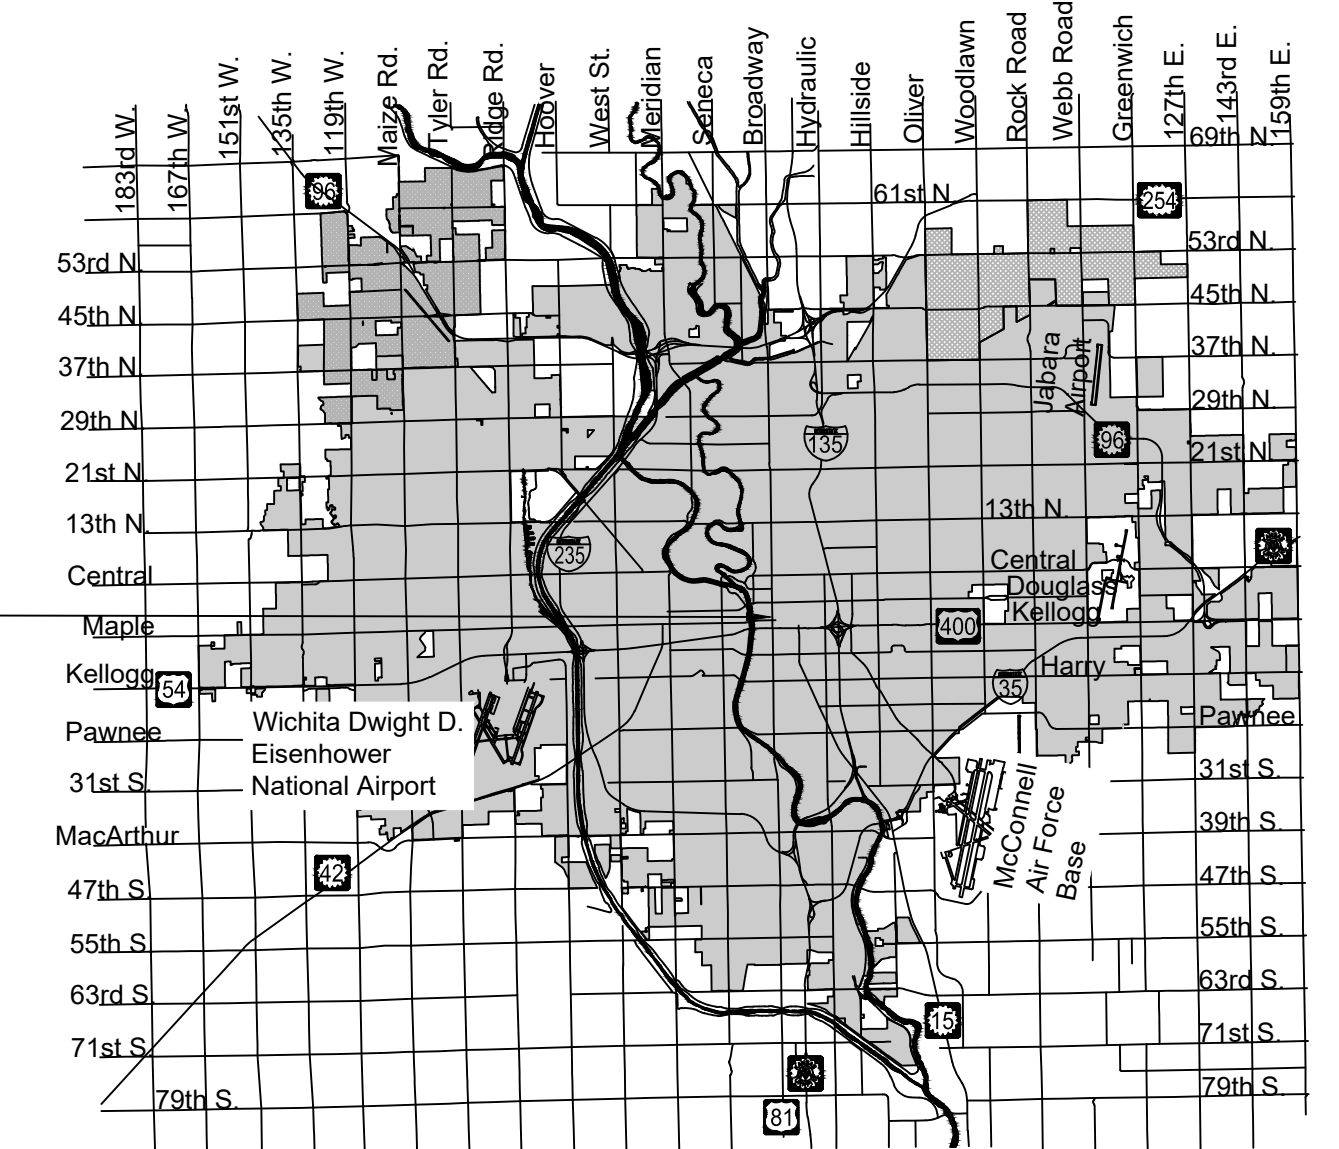 183rd W.
167th W.
151st W.
135th W.
119th W.
Maize Rd.
Tyler Rd.
Ridge Rd.
Hoover
West St.
Meridian
Seneca
Broadway
Hydraulic
Hillside
Oliver
Woodlawn
Rock Road
Webb Road
Greenwich
127th E.
143rd E.
159th E.
69th N.
96
61st N.
254
53rd N.
53rd N.
45th N.
45th N.
37th N.
37th N.
Jabara
Airport
29th N.
29th N.
135
96
21st N.
21st N.
13th N.
13th N.
235
Central
Central
Douglass
Kellogg
Maple
400
Kellogg
54
Harry
35
Pawnee
Pawnee
Wichita Dwight D.
Eisenhower
National Airport
31st S.
31st S.
McConnell
Air Force
Base
MacArthur
39th S.
42
47th S.
47th S.
55th S.
55th S.
63rd S.
63rd S.
15
71st S.
71st S.
79th S.
79th S.
81